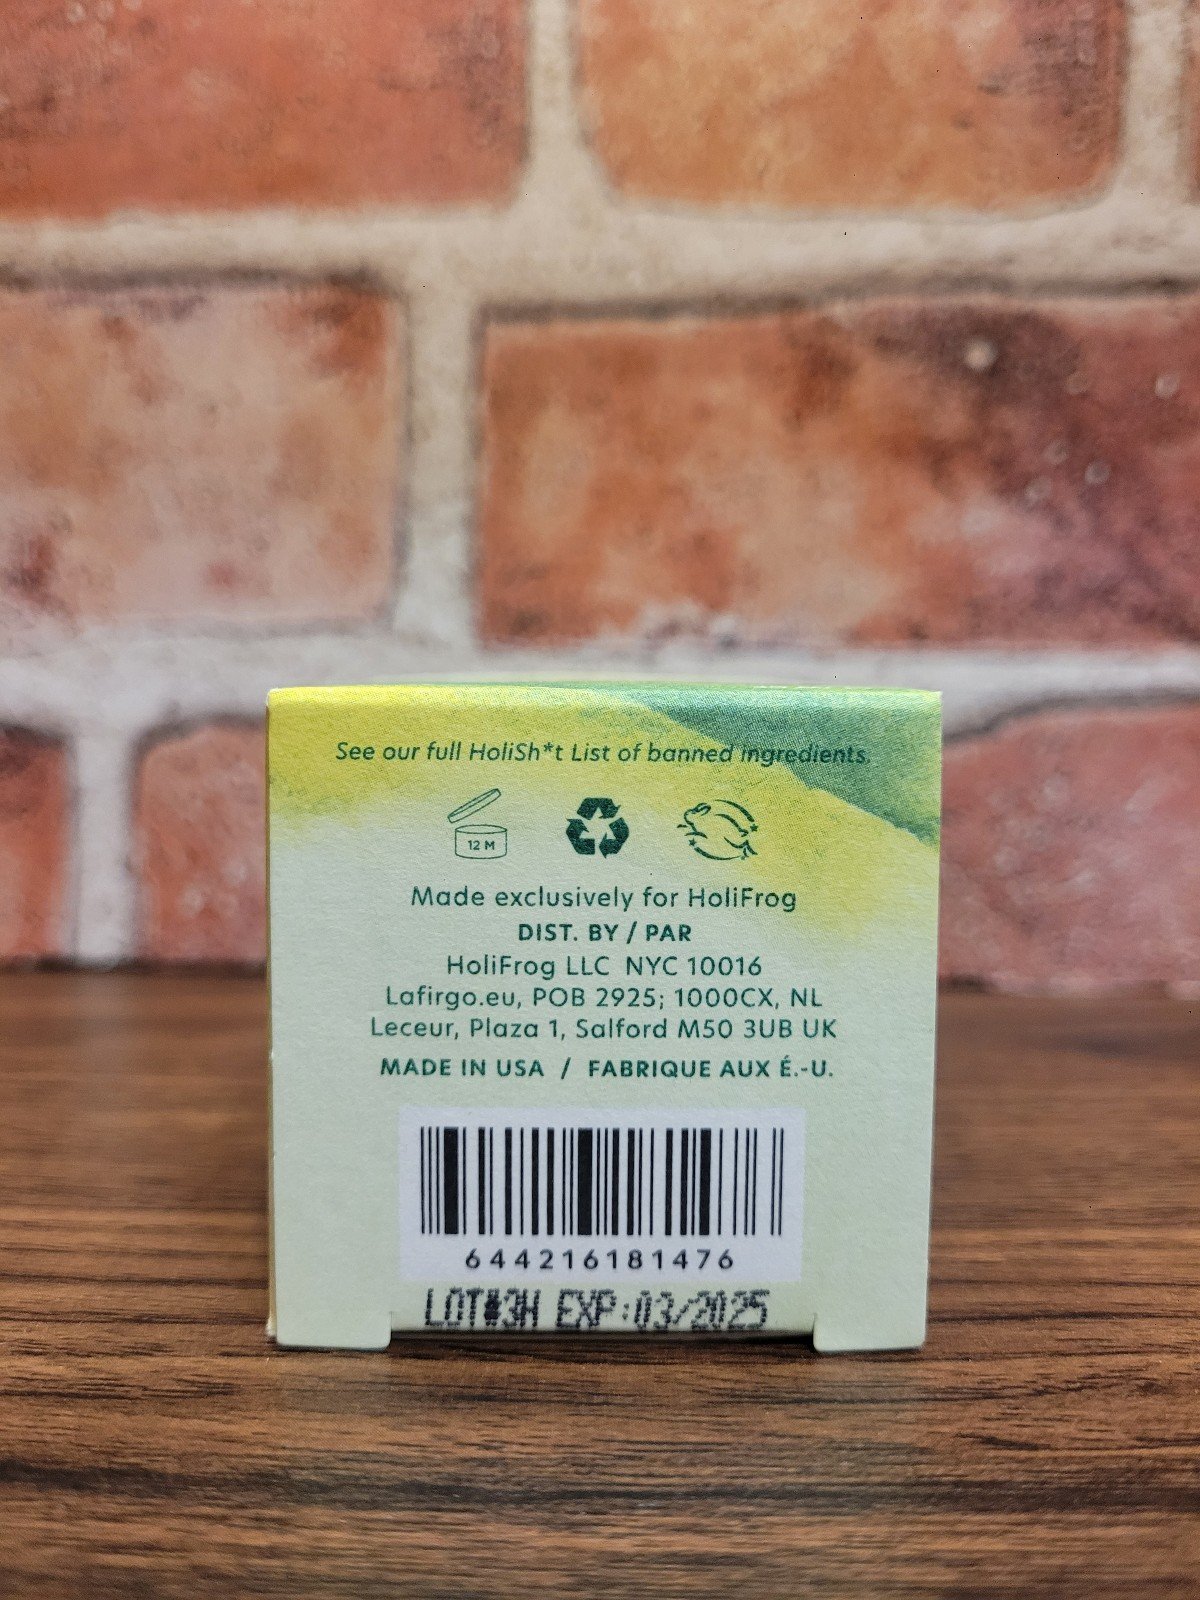 See our full HoliSh*t List of banned ingredients.
12 M
Made exclusively for HoliFrog
DIST. BY / PAR
HoliFrog LLC NYC 10016
Lafirgo.eu, POB 2925; 1000CX, NL
Leceur, Plaza 1, Salford M50 3UB UK
MADE IN USA / FABRIQUE AUX É.-U.
644216181476
LOT#3H EXP:03/2025